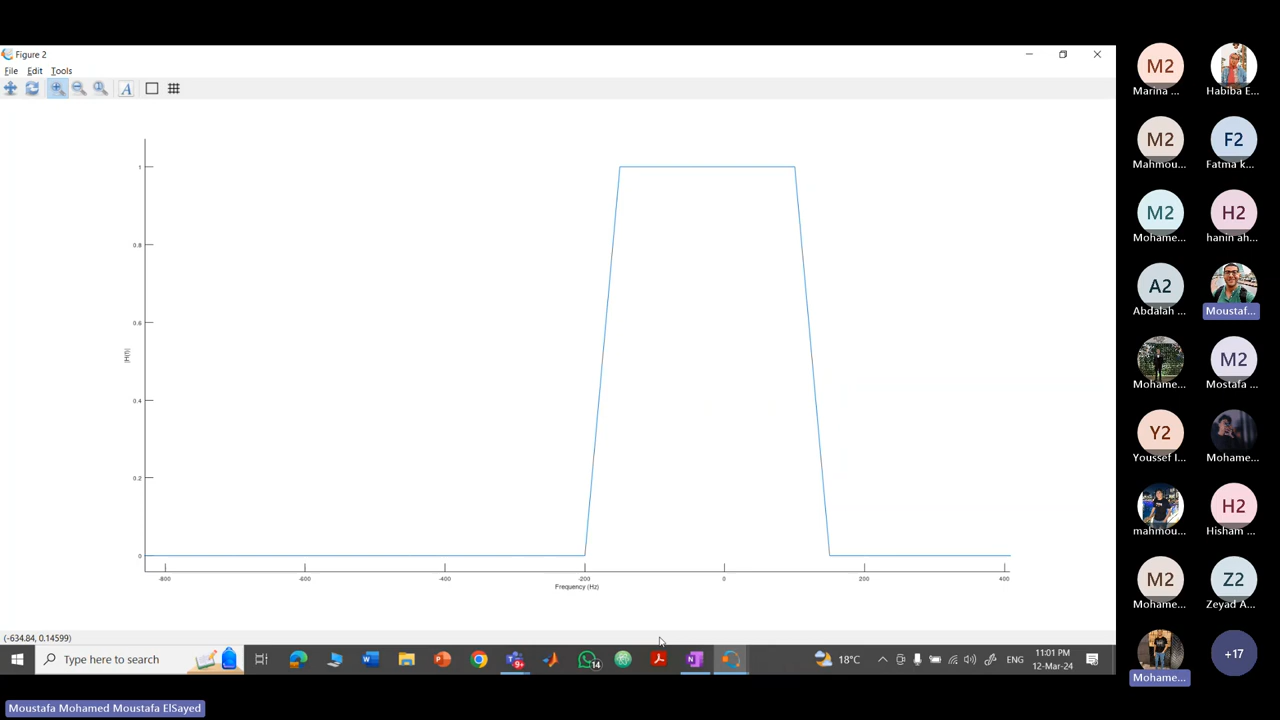 Figure 2
File Edit Tools
A
1
0.8
0.6
0.4
0.2
0
|H(f)|
-800 -600 -400 -200 0 200 400
Frequency (Hz)
(-634.84, 0.14599)
Type here to search
14
18°C
ENG
11:01 PM
12-Mar-24
Moustafa Mohamed Moustafa ElSayed
M2
Marina ...
Habiba E...
M2
Mahmou...
F2
Fatma k...
M2
Mohame...
H2
hanin ah...
A2
Abdalah ...
Moustaf...
Mohame...
M2
Mostafa ...
Y2
Youssef I...
Mohame...
mahmou...
H2
Hisham ...
M2
Mohame...
Z2
Zeyad A...
Mohame...
+17